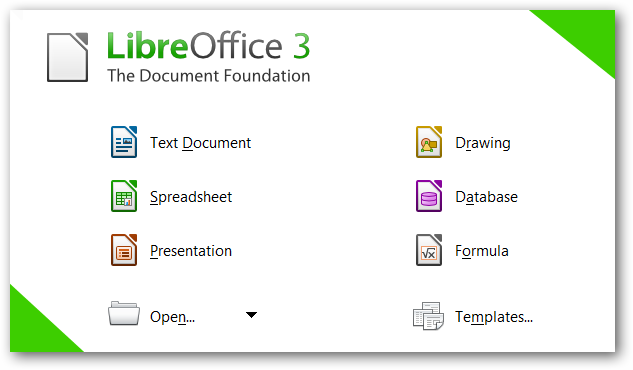 LibreOffice 3
The Document Foundation
Text Document
Drawing
Spreadsheet
Database
Presentation
Formula
Open...
Templates...